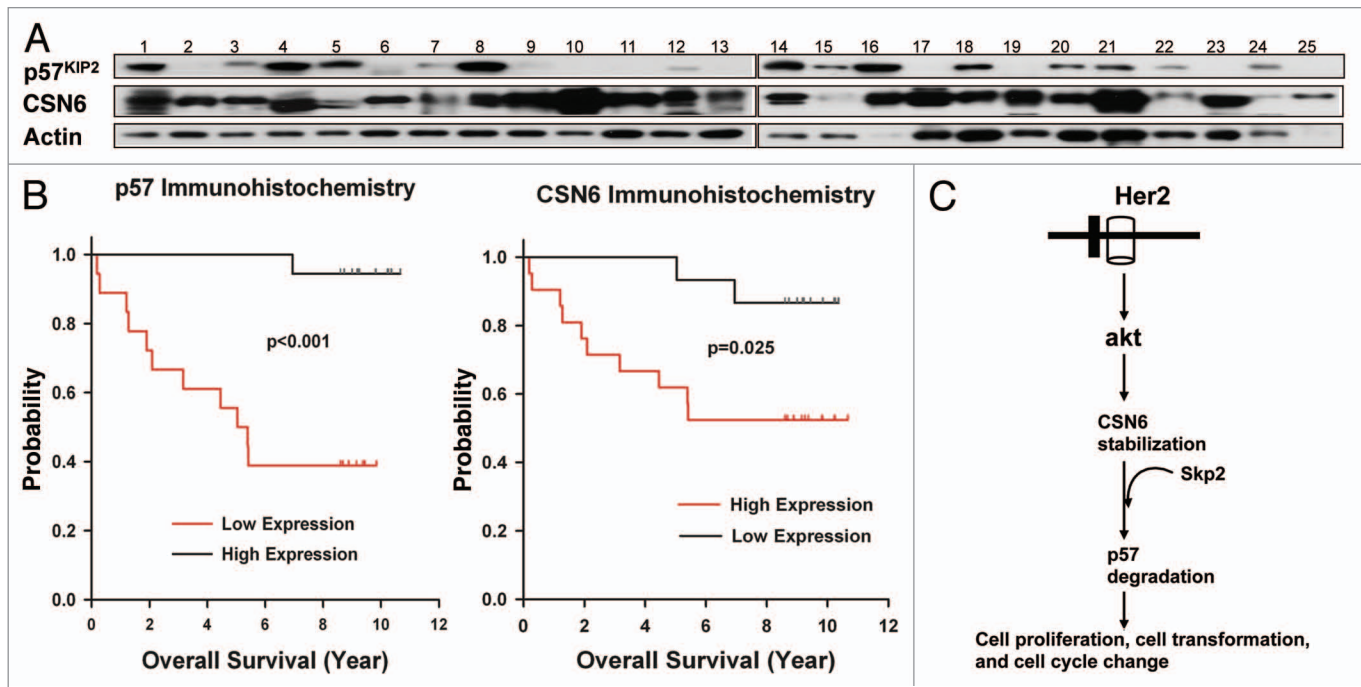 A
1 2 3 4 5 6 7 8 9 10 11 12 13 14 15 16 17 18 19 20 21 22 23 24 25
p57KIP2
CSN6
Actin
B
p57 Immunohistochemistry
1.0
0.8
0.6
0.4
0.2
0.0
Probability
p<0.001
Low Expression
High Expression
0 2 4 6 8 10 12
Overall Survival (Year)
CSN6 Immunohistochemistry
1.0
0.8
0.6
0.4
0.2
0.0
Probability
p=0.025
High Expression
Low Expression
0 2 4 6 8 10 12
Overall Survival (Year)
C
Her2
akt
CSN6
stabilization
Skp2
p57
degradation
Cell proliferation, cell transformation,
and cell cycle change